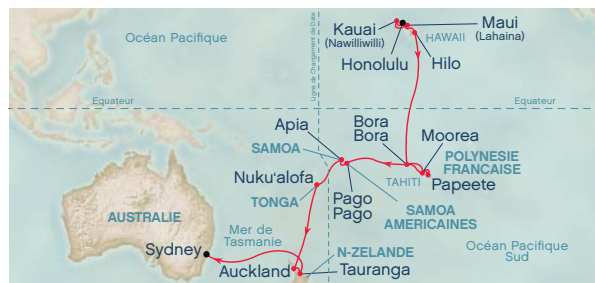 Océan Pacifique
Ligne de Changement de Date
Kauai
(Nawilliwilli)
HAWAII
Maui
(Lahaina)
Honolulu
Hilo
Equateur
Equateur
Apia
SAMOA
Bora
Bora
Moorea
POLYNESIE
FRANCAISE
TAHITI
Papeete
Nuku'alofa
TONGA
Pago
Pago
SAMOA
AMERICAINES
AUSTRALIE
Mer de
Tasmanie
Sydney
N-ZELANDE
Auckland
Tauranga
Océan Pacifique
Sud